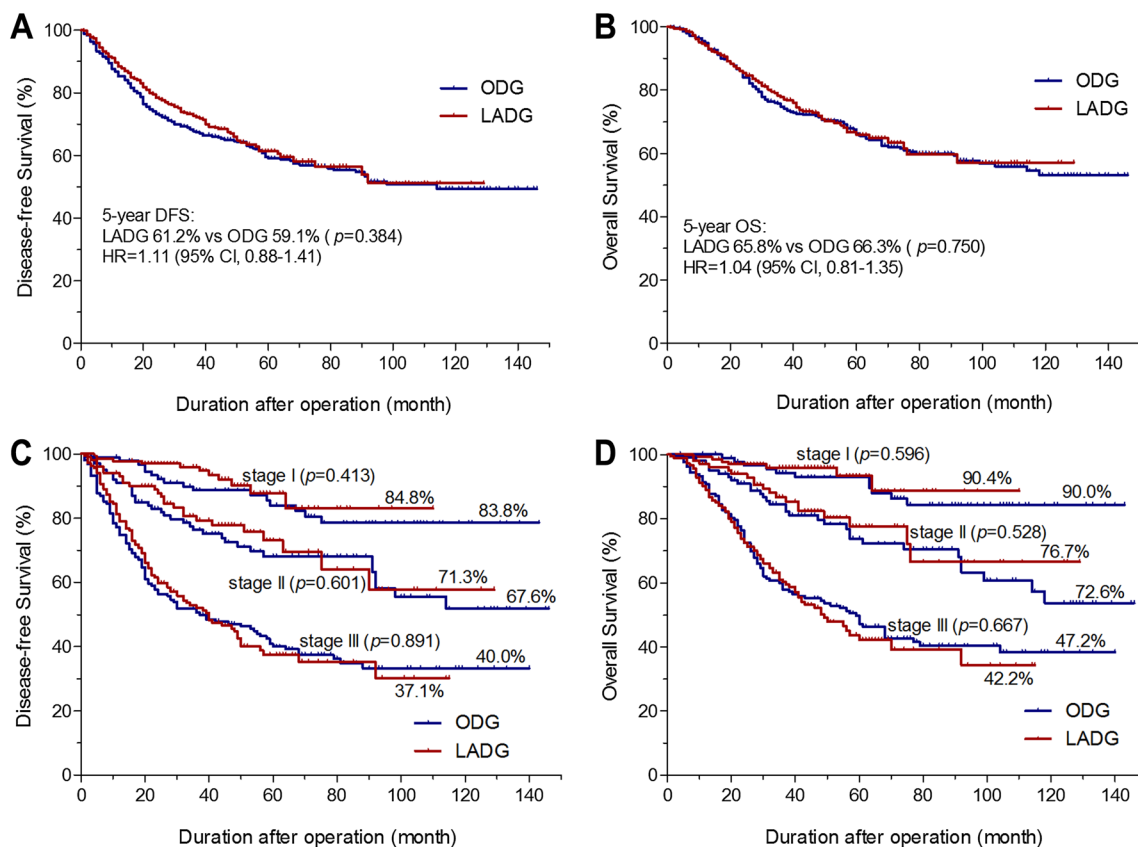 A
Disease-free Survival (%)
100
80
60
40
20
0
ODG
LADG
5-year DFS:
LADG 61.2% vs ODG 59.1% ( p=0.384)
HR=1.11 (95% CI, 0.88-1.41)
0 20 40 60 80 100 120 140
Duration after operation (month)
B
Overall Survival (%)
100
80
60
40
20
0
ODG
LADG
5-year OS:
LADG 65.8% vs ODG 66.3% ( p=0.750)
HR=1.04 (95% CI, 0.81-1.35)
0 20 40 60 80 100 120 140
Duration after operation (month)
C
Disease-free Survival (%)
100
80
60
40
20
0
stage I (p=0.413)
84.8%
83.8%
stage II (p=0.601)
71.3%
67.6%
stage III (p=0.891)
40.0%
37.1%
ODG
LADG
0 20 40 60 80 100 120 140
Duration after operation (month)
D
Overall Survival (%)
100
80
60
40
20
0
stage I (p=0.596)
90.4%
90.0%
stage II (p=0.528)
76.7%
72.6%
stage III (p=0.667)
47.2%
42.2%
ODG
LADG
0 20 40 60 80 100 120 140
Duration after operation (month)